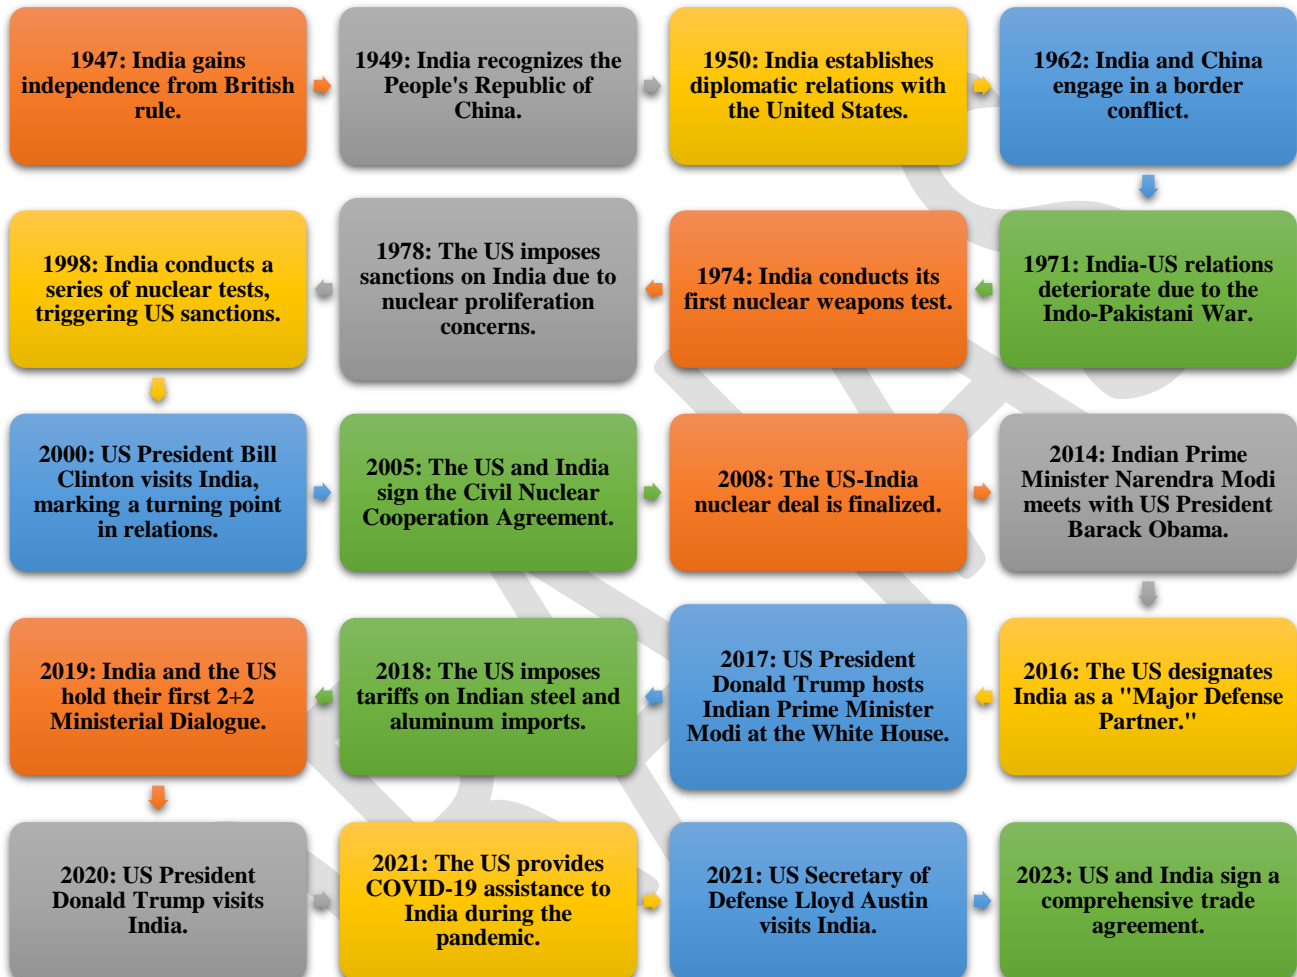 1947: India gains
independence from British
rule.
1949: India recognizes the
People's Republic of
China.
1950: India establishes
diplomatic relations with
the United States.
1962: India and China
engage in a border
conflict.
1971: India-US relations
deteriorate due to the
Indo-Pakistani War.
1974: India conducts its
first nuclear weapons test.
1978: The US imposes
sanctions on India due to
nuclear proliferation
concerns.
1998: India conducts a
series of nuclear tests,
triggering US sanctions.
2000: US President Bill
Clinton visits India,
marking a turning point
in relations.
2005: The US and India
sign the Civil Nuclear
Cooperation Agreement.
2008: The US-India
nuclear deal is finalized.
2014: Indian Prime
Minister Narendra Modi
meets with US President
Barack Obama.
2016: The US designates
India as a "Major Defense
Partner."
2017: US President
Donald Trump hosts
Indian Prime Minister
Modi at the White House.
2018: The US imposes
tariffs on Indian steel and
aluminum imports.
2019: India and the US
hold their first 2+2
Ministerial Dialogue.
2020: US President
Donald Trump visits
India.
2021: The US provides
COVID-19 assistance to
India during the
pandemic.
2021: US Secretary of
Defense Lloyd Austin
visits India.
2023: US and India sign a
comprehensive trade
agreement.